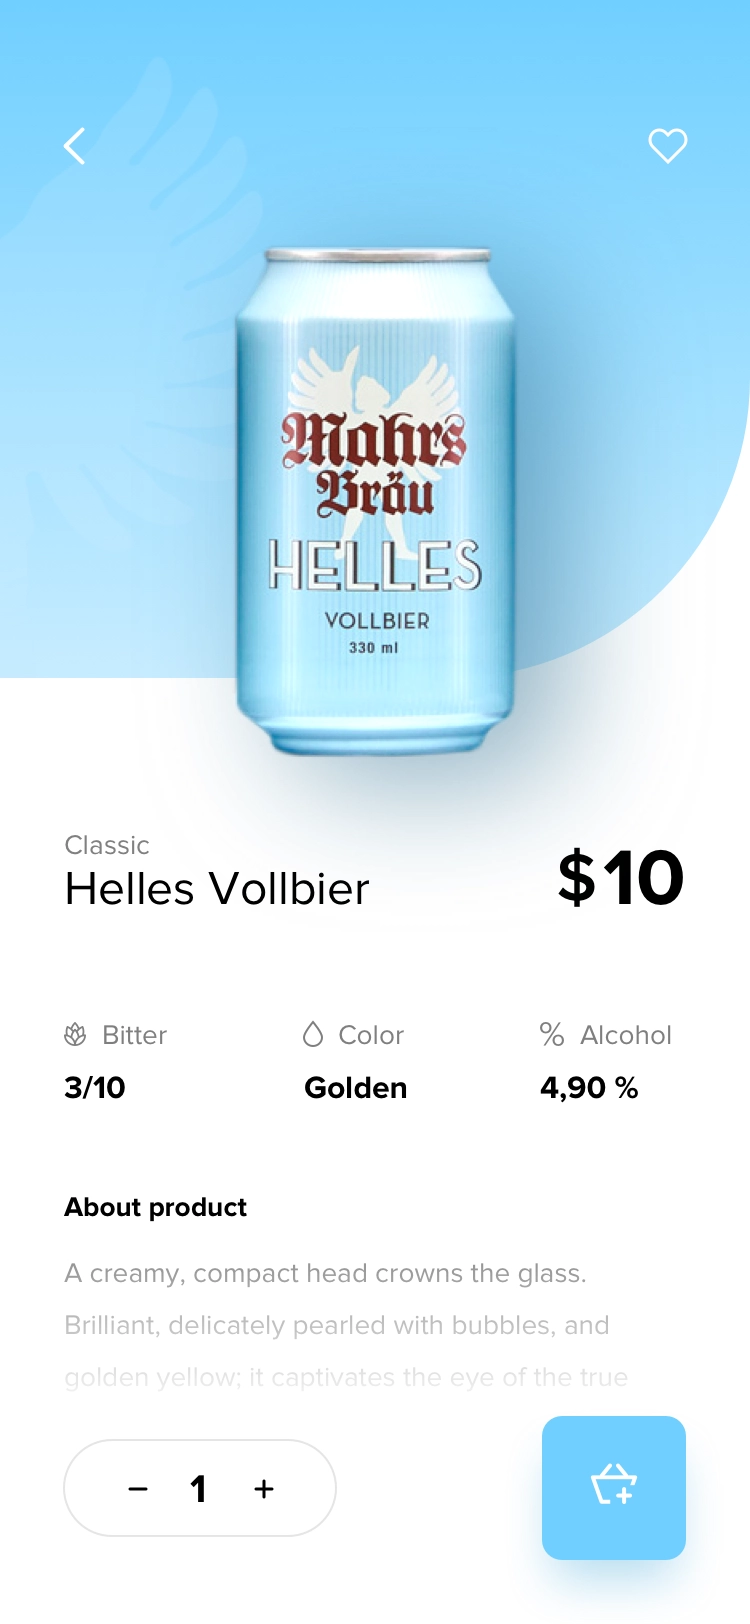 Mahrs
Bräu
HELLES
VOLLBIER
330 ml
Classic
Helles Vollbier
$10
Bitter
Color
% Alcohol
3/10
Golden
4,90 %
About product
A creamy, compact head crowns the glass.
Brilliant, delicately pearled with bubbles, and
golden yellow; it captivates the eye of the true
− 1 +